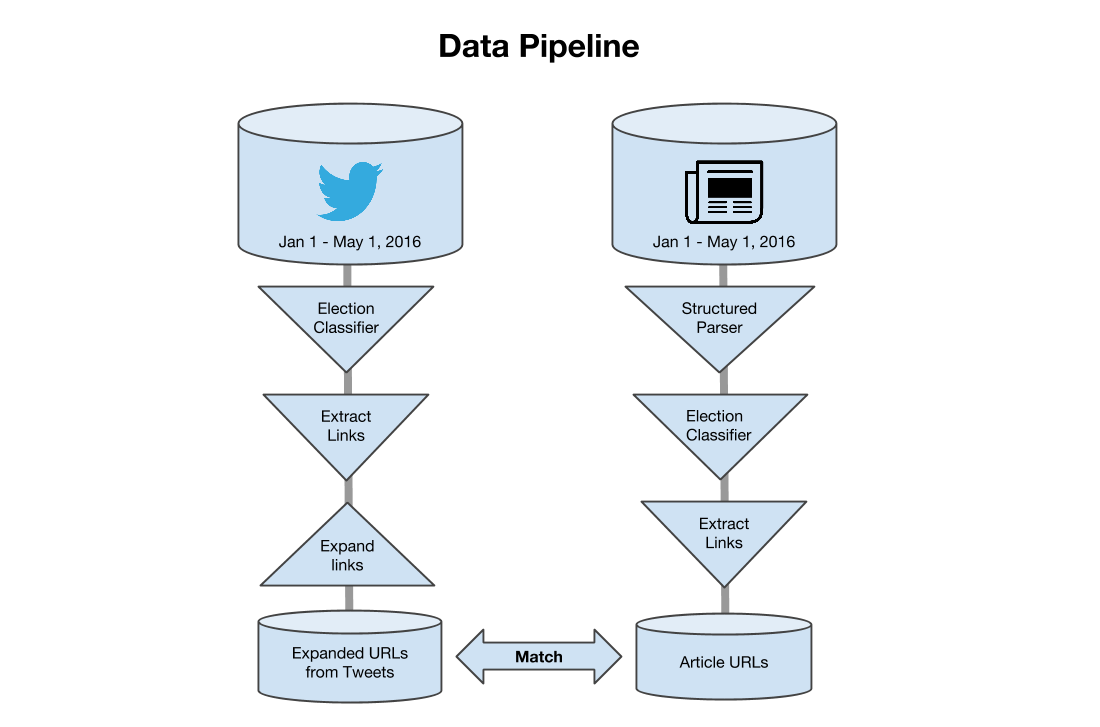 Data Pipeline
Jan 1 - May 1, 2016
Election
Classifier
Extract
Links
Expand
links
Expanded URLs
from Tweets
Jan 1 - May 1, 2016
Structured
Parser
Election
Classifier
Extract
Links
Article URLs
Match